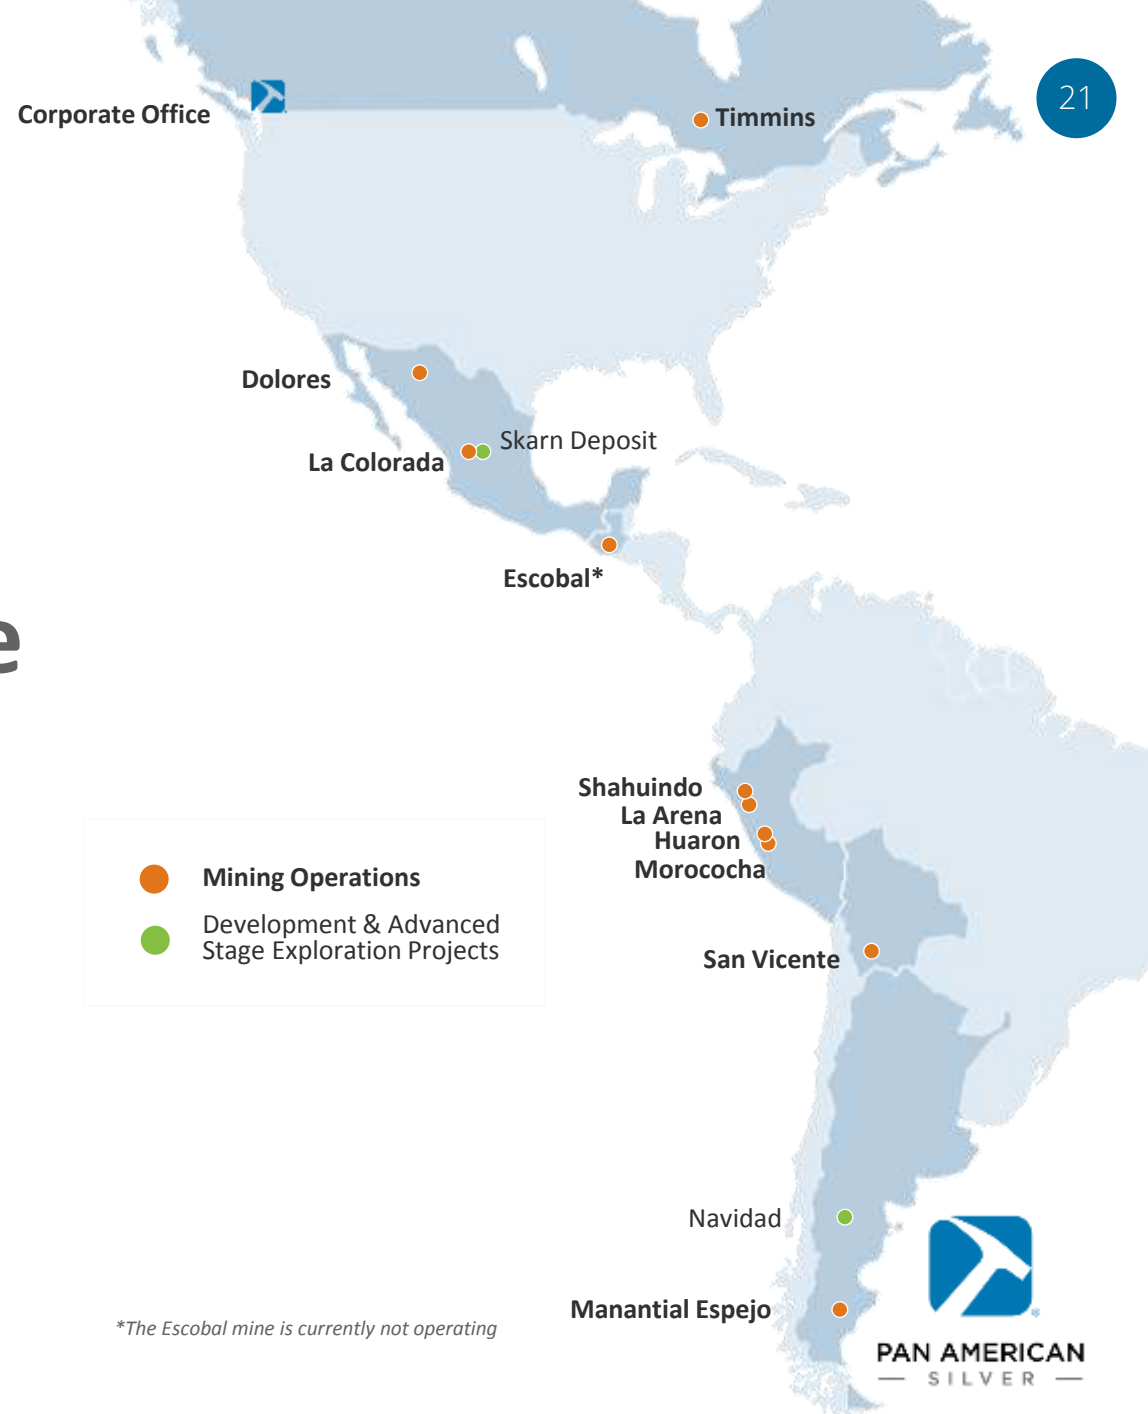 21
Corporate Office
Timmins
Dolores
Skarn Deposit
La Colorada
Escobal*
e
Shahuindo
La Arena
Huaron
Morococha
Mining Operations
Development & Advanced
Stage Exploration Projects
San Vicente
Navidad
Manantial Espejo
*The Escobal mine is currently not operating
PAN AMERICAN
SILVER